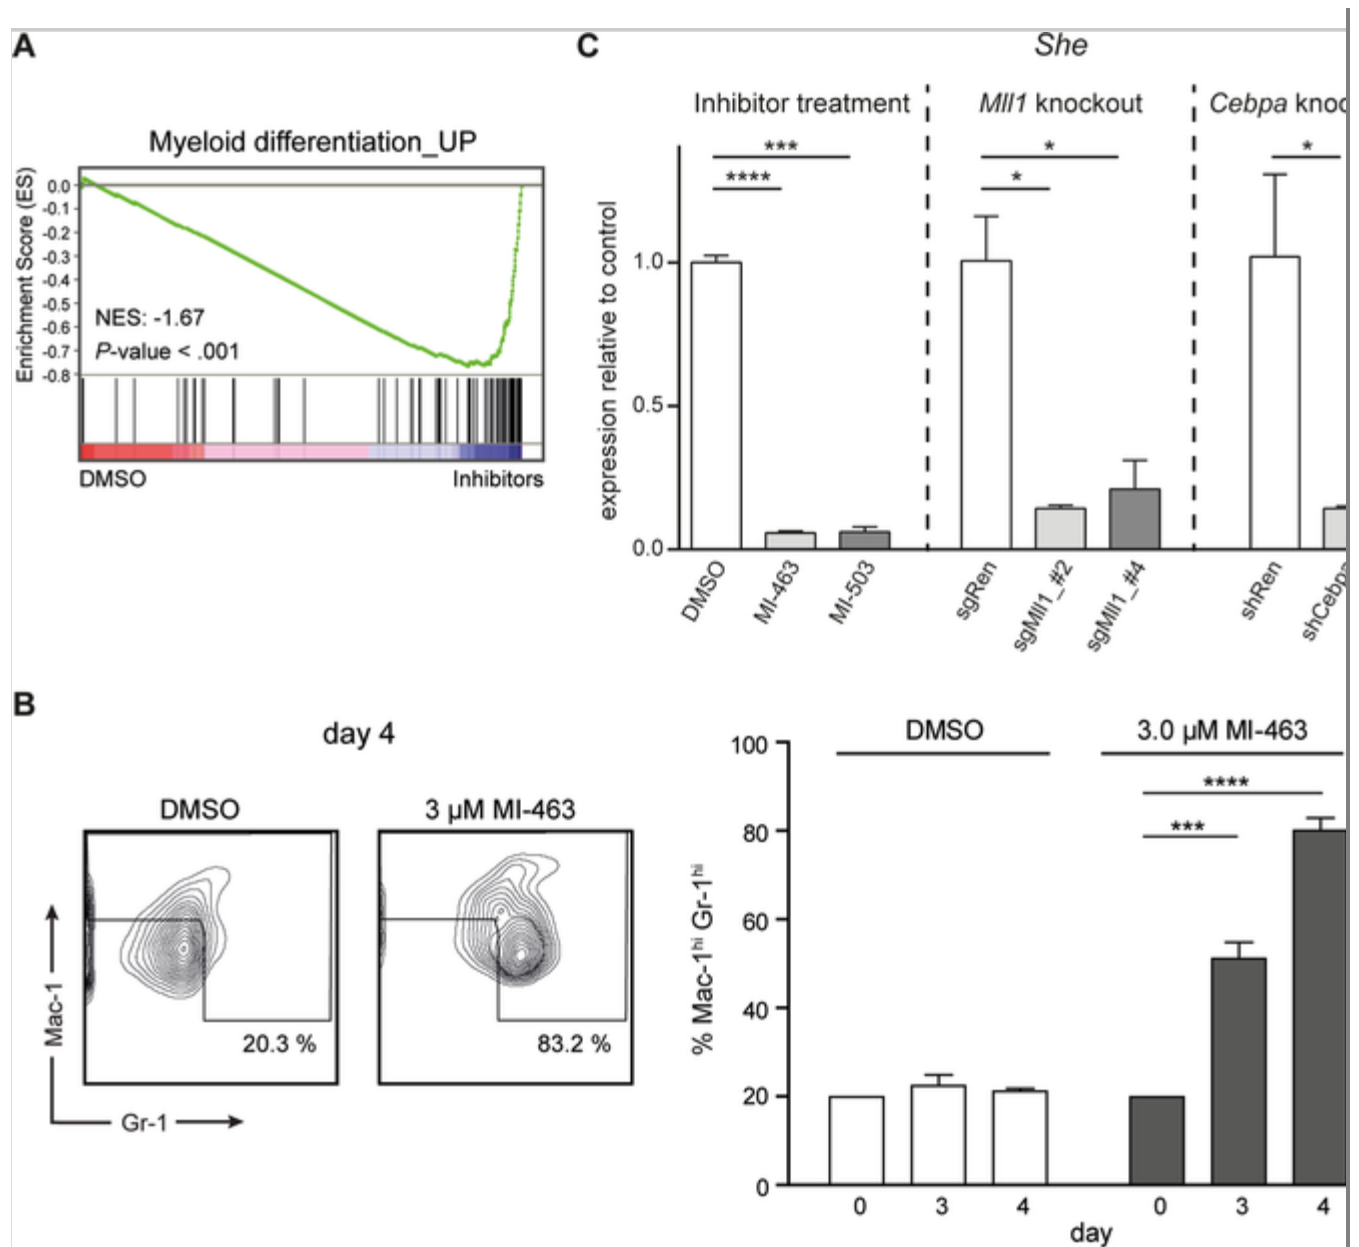 A
Myeloid differentiation_UP
Enrichment Score (ES)
0.0
-0.1
-0.2
-0.3
-0.4
-0.5
-0.6
-0.7
-0.8
NES: -1.67
P-value < .001
DMSO Inhibitors
C
She
Inhibitor treatment Mll1 knockout Cebpa knoc
*** * *
**** *
expression relative to control
1.0
0.5
0.0
DMSO MI-463 MI-503 sgRen sgMll1_#2 sgMll1_#4 shRen shCebpa
B
day 4
DMSO 3 µM MI-463
20.3 % 83.2 %
Mac-1
Gr-1
DMSO 3.0 µM MI-463
****
***
% Mac-1hi Gr-1hi
100
80
60
40
20
0
0 3 4 0 3 4
day